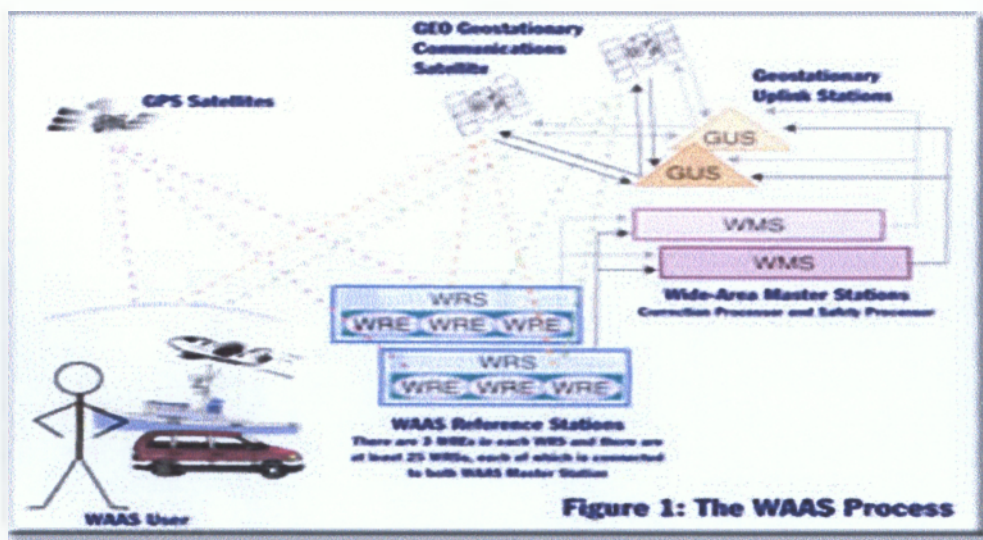 GEO Geostationary
Communications
Satellite
GPS Satellites
Geostationary
Uplink Stations
GUS
GUS
WMS
WMS
Wide-Area Master Stations
Correction Processor and Safety Processor
WRS
WRE WRE WRE
WRS
WRE WRE WRE
WAAS Reference Stations
There are 3 WREs in each WRS and there are
at least 25 WRSs, each of which is connected
to both WAAS Master Station
WAAS User
Figure 1: The WAAS Process